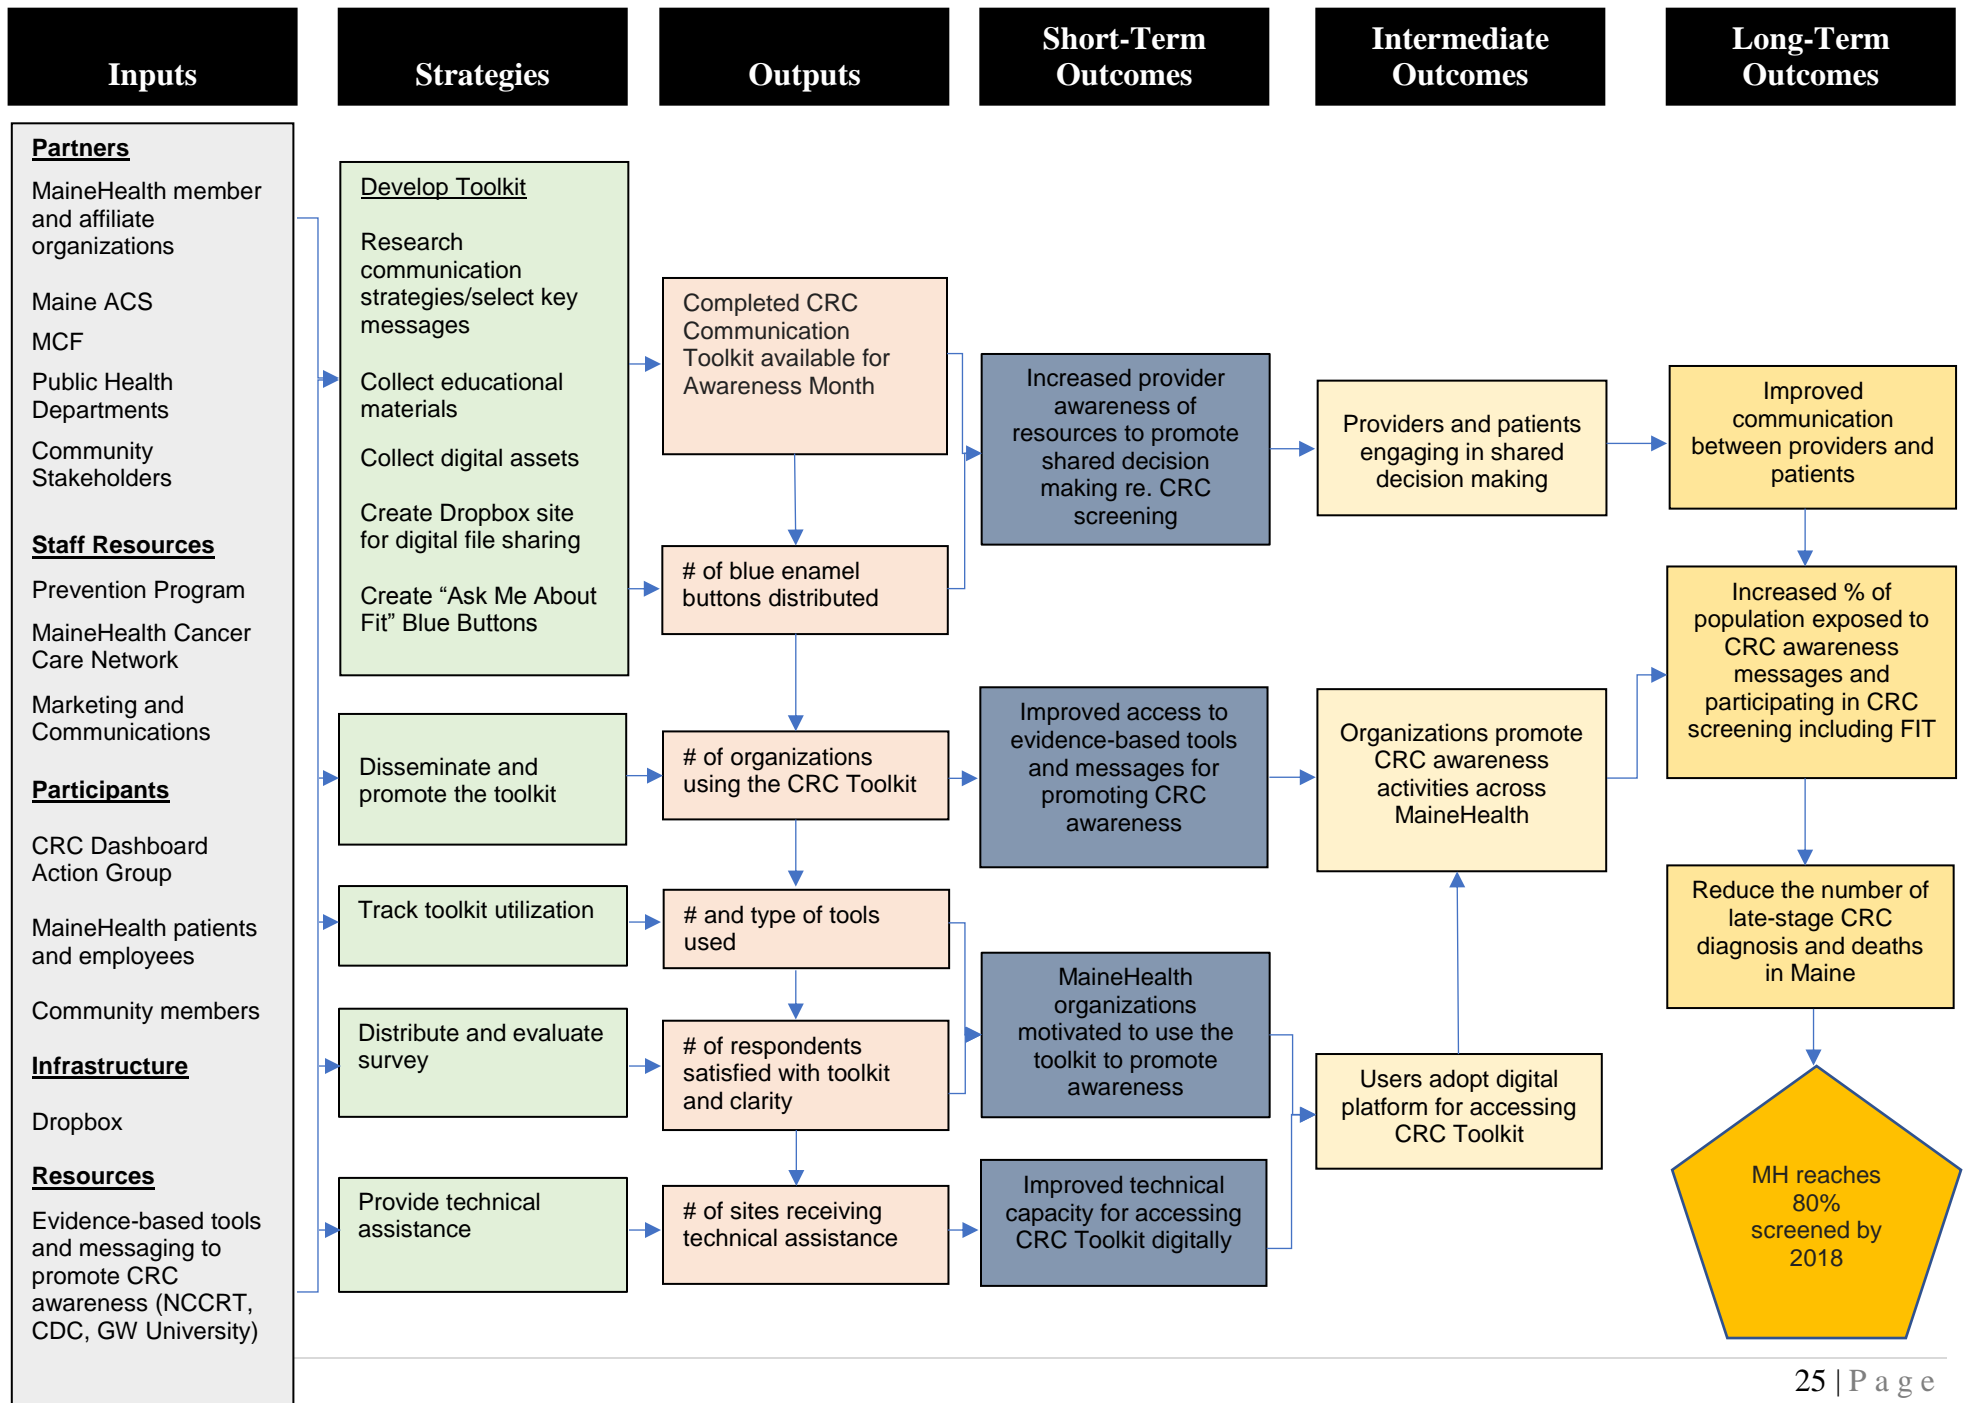 Inputs
Strategies
Outputs
Short-Term
Outcomes
Intermediate
Outcomes
Long-Term
Outcomes
Partners
MaineHealth member
and affiliate
organizations
Maine ACS
MCF
Public Health
Departments
Community
Stakeholders
Staff Resources
Prevention Program
MaineHealth Cancer
Care Network
Marketing and
Communications
Participants
CRC Dashboard
Action Group
MaineHealth patients
and employees
Community members
Infrastructure
Dropbox
Resources
Evidence-based tools
and messaging to
promote CRC
awareness (NCCRT,
CDC, GW University)
Develop Toolkit
Research
communication
strategies/select key
messages
Collect educational
materials
Collect digital assets
Create Dropbox site
for digital file sharing
Create “Ask Me About
Fit” Blue Buttons
Disseminate and
promote the toolkit
Track toolkit utilization
Distribute and evaluate
survey
Provide technical
assistance
Completed CRC
Communication
Toolkit available for
Awareness Month
# of blue enamel
buttons distributed
# of organizations
using the CRC Toolkit
# and type of tools
used
# of respondents
satisfied with toolkit
and clarity
# of sites receiving
technical assistance
Increased provider
awareness of
resources to promote
shared decision
making re. CRC
screening
Improved access to
evidence-based tools
and messages for
promoting CRC
awareness
MaineHealth
organizations
motivated to use the
toolkit to promote
awareness
Improved technical
capacity for accessing
CRC Toolkit digitally
Providers and patients
engaging in shared
decision making
Organizations promote
CRC awareness
activities across
MaineHealth
Users adopt digital
platform for accessing
CRC Toolkit
Improved
communication
between providers and
patients
Increased % of
population exposed to
CRC awareness
messages and
participating in CRC
screening including FIT
Reduce the number of
late-stage CRC
diagnosis and deaths
in Maine
MH reaches
80%
screened by
2018
25 | P a g e